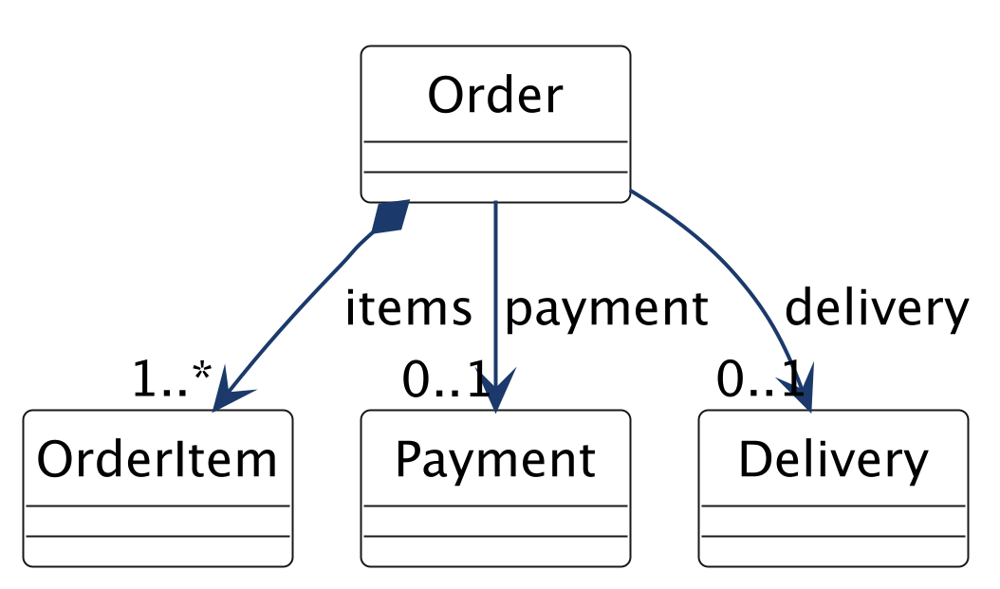 Order
items
payment
delivery
1..*
0..1
0..1
OrderItem
Payment
Delivery